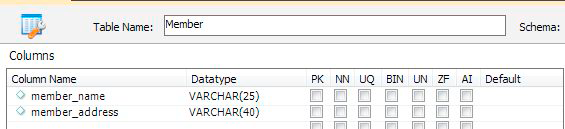 Table Name: Member Schema:
Columns
Column Name Datatype PK NN UQ BIN UN ZF AI Default
member_name VARCHAR(25)
member_address VARCHAR(40)